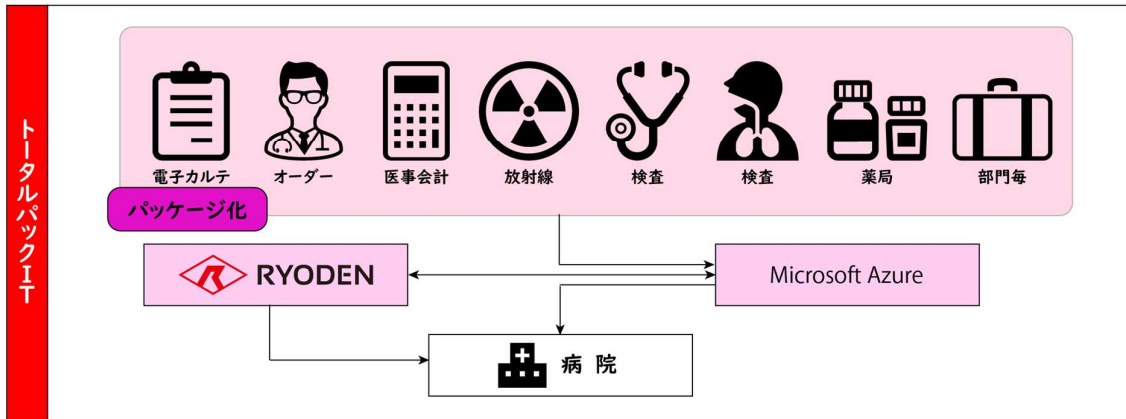 トータルパックIT
電子カルテ
オーダー
医事会計
放射線
検査
検査
薬局
部門毎
パッケージ化
RYODEN
Microsoft Azure
病院